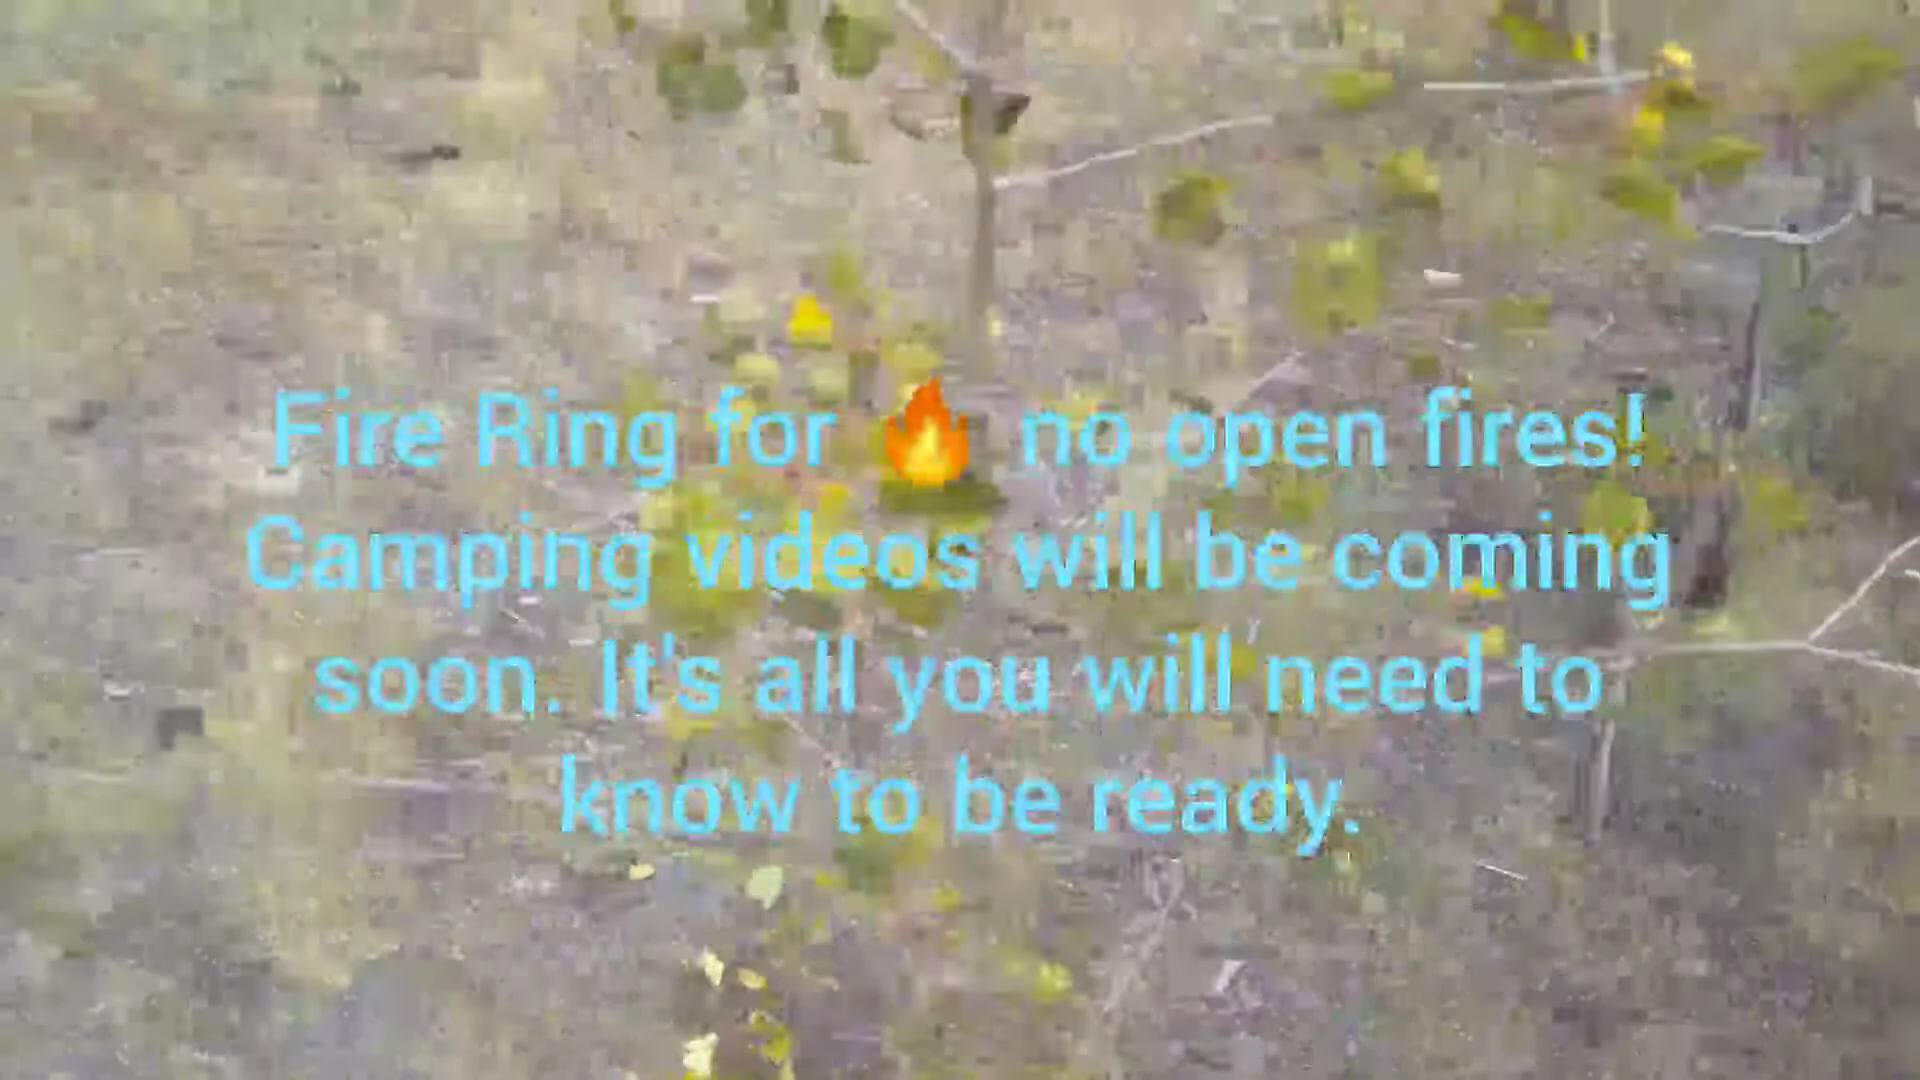 Fire Ring for 🔥 no open fires!
Camping videos will be coming
soon. It's all you will need to
know to be ready.